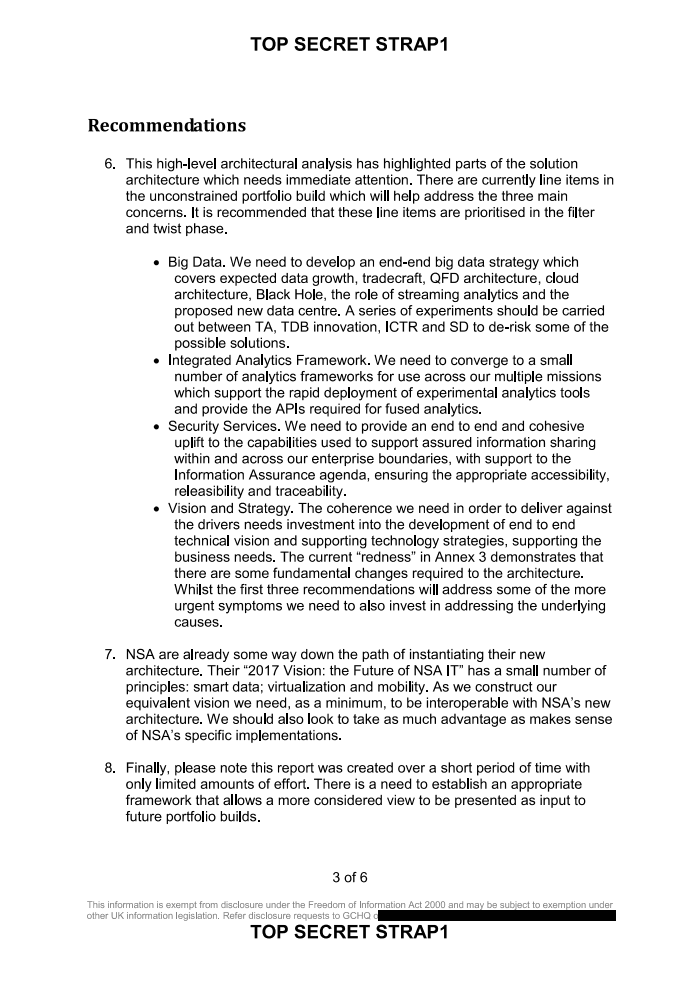 TOP SECRET STRAP1
Recommendations
6. This high-level architectural analysis has highlighted parts of the solution
architecture which needs immediate attention. There are currently line items in
the unconstrained portfolio build which will help address the three main
concerns. It is recommended that these line items are prioritised in the filter
and twist phase.
• Big Data. We need to develop an end-end big data strategy which
covers expected data growth, tradecraft, QFD architecture, cloud
architecture, Black Hole, the role of streaming analytics and the
proposed new data centre. A series of experiments should be carried
out between TA, TDB innovation, ICTR and SD to de-risk some of the
possible solutions.
• Integrated Analytics Framework. We need to converge to a small
number of analytics frameworks for use across our multiple missions
which support the rapid deployment of experimental analytics tools
and provide the APIs required for fused analytics.
• Security Services. We need to provide an end to end and cohesive
uplift to the capabilities used to support assured information sharing
within and across our enterprise boundaries, with support to the
Information Assurance agenda, ensuring the appropriate accessibility,
releasibility and traceability.
• Vision and Strategy. The coherence we need in order to deliver against
the drivers needs investment into the development of end to end
technical vision and supporting technology strategies, supporting the
business needs. The current “redness” in Annex 3 demonstrates that
there are some fundamental changes required to the architecture.
Whilst the first three recommendations will address some of the more
urgent symptoms we need to also invest in addressing the underlying
causes.
7. NSA are already some way down the path of instantiating their new
architecture. Their “2017 Vision: the Future of NSA IT” has a small number of
principles: smart data; virtualization and mobility. As we construct our
equivalent vision we need, as a minimum, to be interoperable with NSA’s new
architecture. We should also look to take as much advantage as makes sense
of NSA’s specific implementations.
8. Finally, please note this report was created over a short period of time with
only limited amounts of effort. There is a need to establish an appropriate
framework that allows a more considered view to be presented as input to
future portfolio builds.
3 of 6
This information is exempt from disclosure under the Freedom of Information Act 2000 and may be subject to exemption under
other UK information legislation. Refer disclosure requests to GCHQ o
TOP SECRET STRAP1